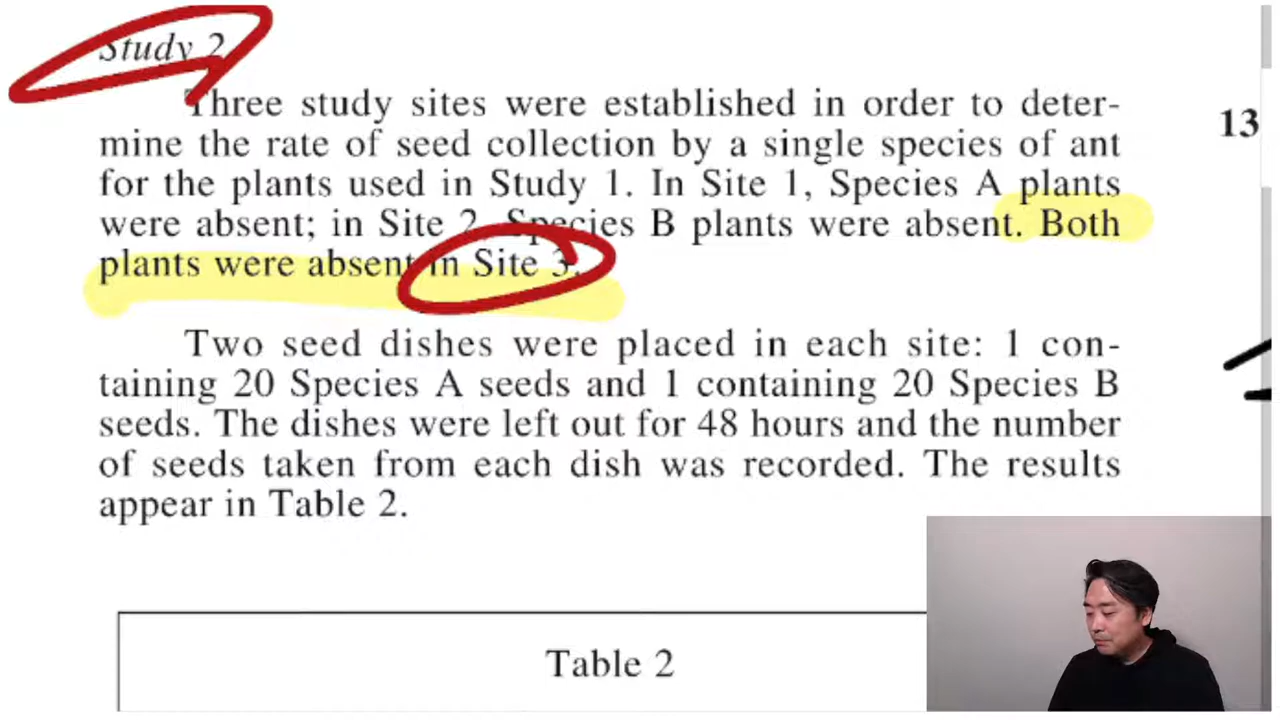 Study 2
Three study sites were established in order to deter-
mine the rate of seed collection by a single species of ant
for the plants used in Study 1. In Site 1, Species A plants
were absent; in Site 2, Species B plants were absent. Both
plants were absent in Site 3.
Two seed dishes were placed in each site: 1 con-
taining 20 Species A seeds and 1 containing 20 Species B
seeds. The dishes were left out for 48 hours and the number
of seeds taken from each dish was recorded. The results
appear in Table 2.
Table 2
13